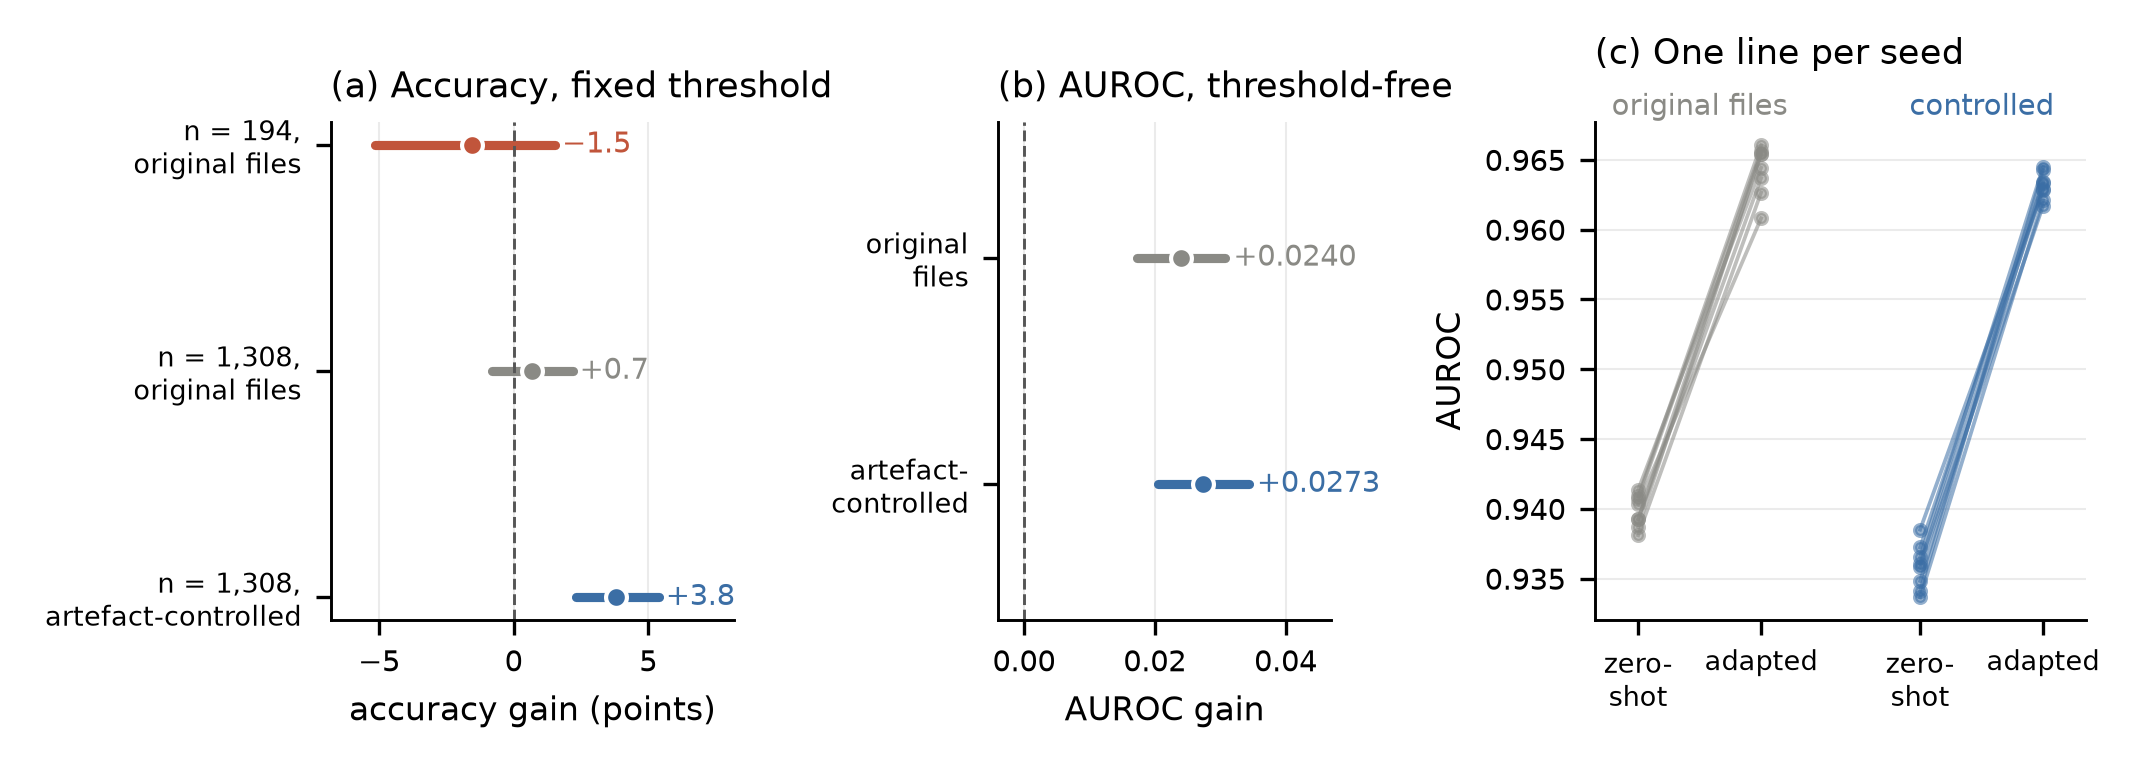 (a) Accuracy, fixed threshold
n = 194,
original files
−1.5
n = 1,308,
original files
+0.7
n = 1,308,
artefact-controlled
+3.8
−5
0
5
accuracy gain (points)
(b) AUROC, threshold-free
original
files
+0.0240
artefact-
controlled
+0.0273
0.00
0.02
0.04
AUROC gain
(c) One line per seed
original files
controlled
AUROC
0.965
0.960
0.955
0.950
0.945
0.940
0.935
zero-
shot
adapted
zero-
shot
adapted